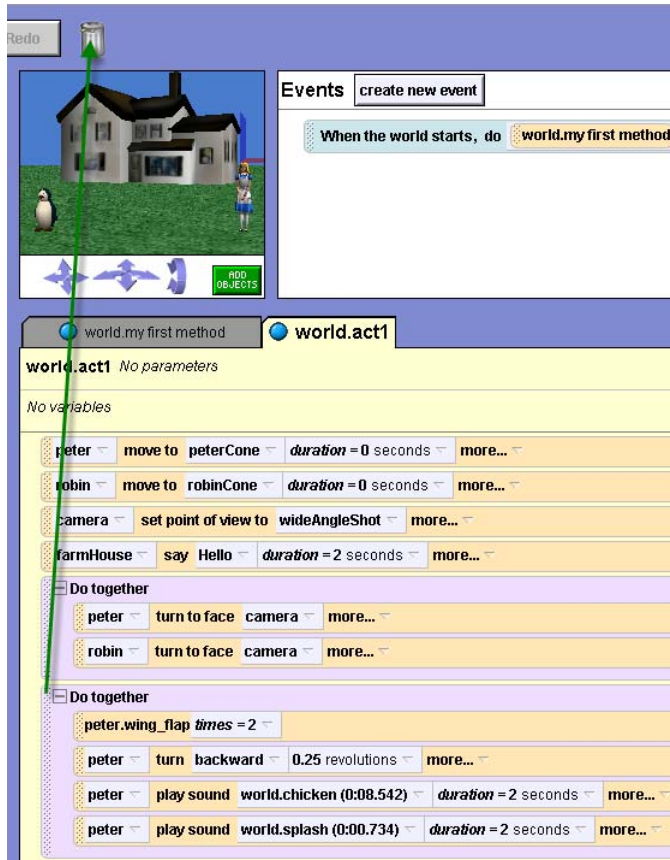 Redo
Events create new event
When the world starts, do world.my first method
ADD
OBJECTS
world.my first method world.act1
world.act1 No parameters
No variables
peter move to peterCone duration = 0 seconds more...
robin move to robinCone duration = 0 seconds more...
camera set point of view to wideAngleShot more...
farmHouse say Hello duration = 2 seconds more...
Do together
peter turn to face camera more...
robin turn to face camera more...
Do together
peter.wing_flap times = 2
peter turn backward 0.25 revolutions more...
peter play sound world.chicken (0:08.542) duration = 2 seconds more...
peter play sound world.splash (0:00.734) duration = 2 seconds more...